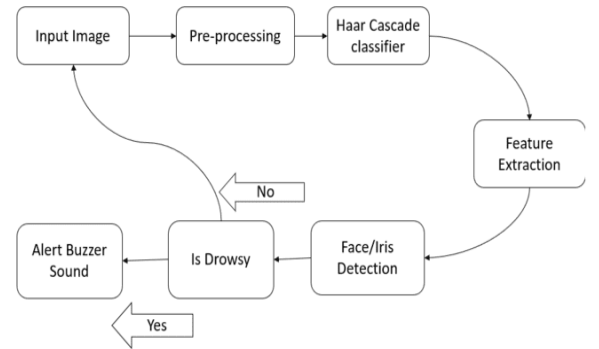 Input Image
Pre-processing
Haar Cascade
classifier
Feature
Extraction
No
Face/Iris
Detection
Is Drowsy
Alert Buzzer
Sound
Yes